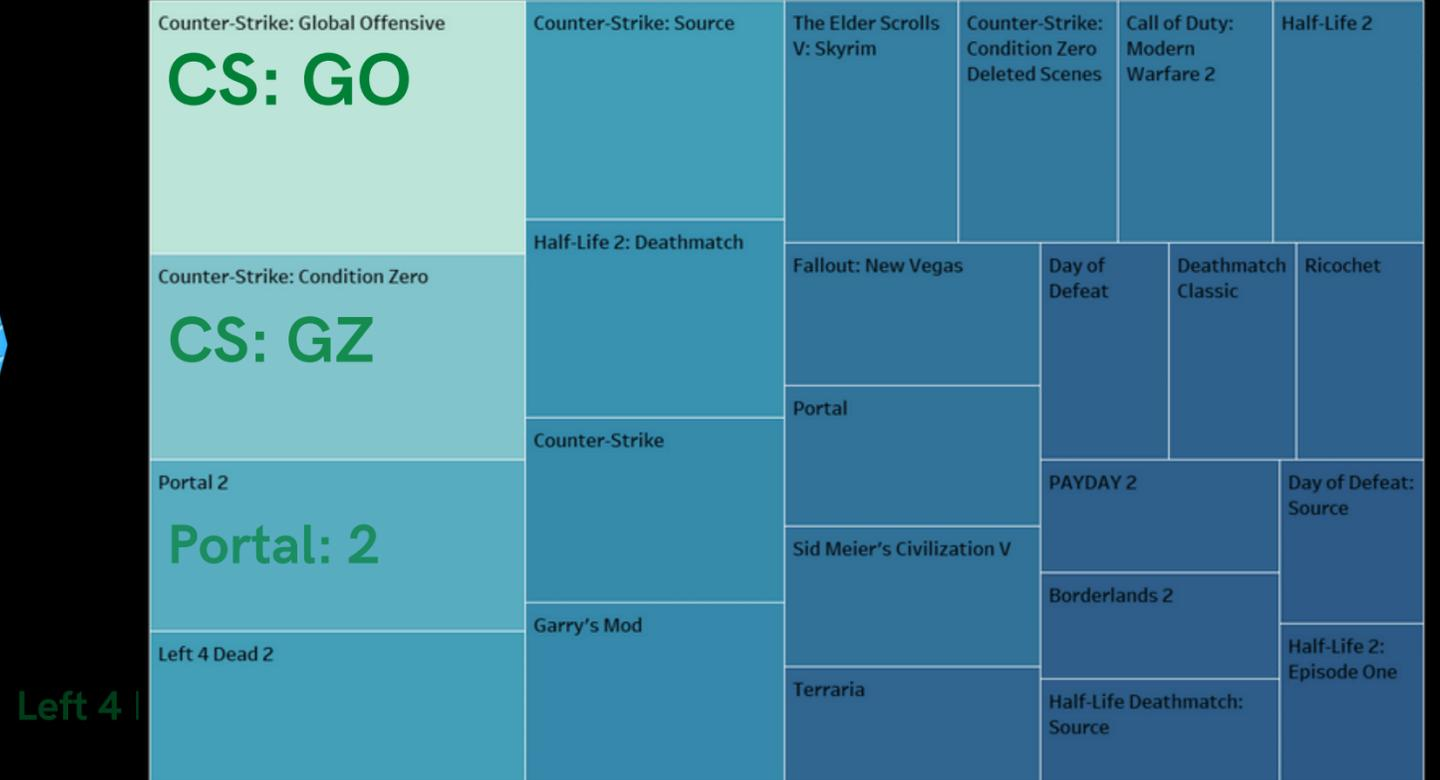 Counter-Strike: Global Offensive
CS: GO
Counter-Strike: Condition Zero
CS: GZ
Portal 2
Portal: 2
Left 4 Dead 2
Left 4
Counter-Strike: Source
Half-Life 2: Deathmatch
Counter-Strike
Garry's Mod
The Elder Scrolls
V: Skyrim
Counter-Strike:
Condition Zero
Deleted Scenes
Call of Duty:
Modern
Warfare 2
Half-Life 2
Fallout: New Vegas
Portal
Sid Meier's Civilization V
Terraria
Day of
Defeat
Deathmatch
Classic
Ricochet
PAYDAY 2
Borderlands 2
Half-Life Deathmatch:
Source
Day of Defeat:
Source
Half-Life 2:
Episode One